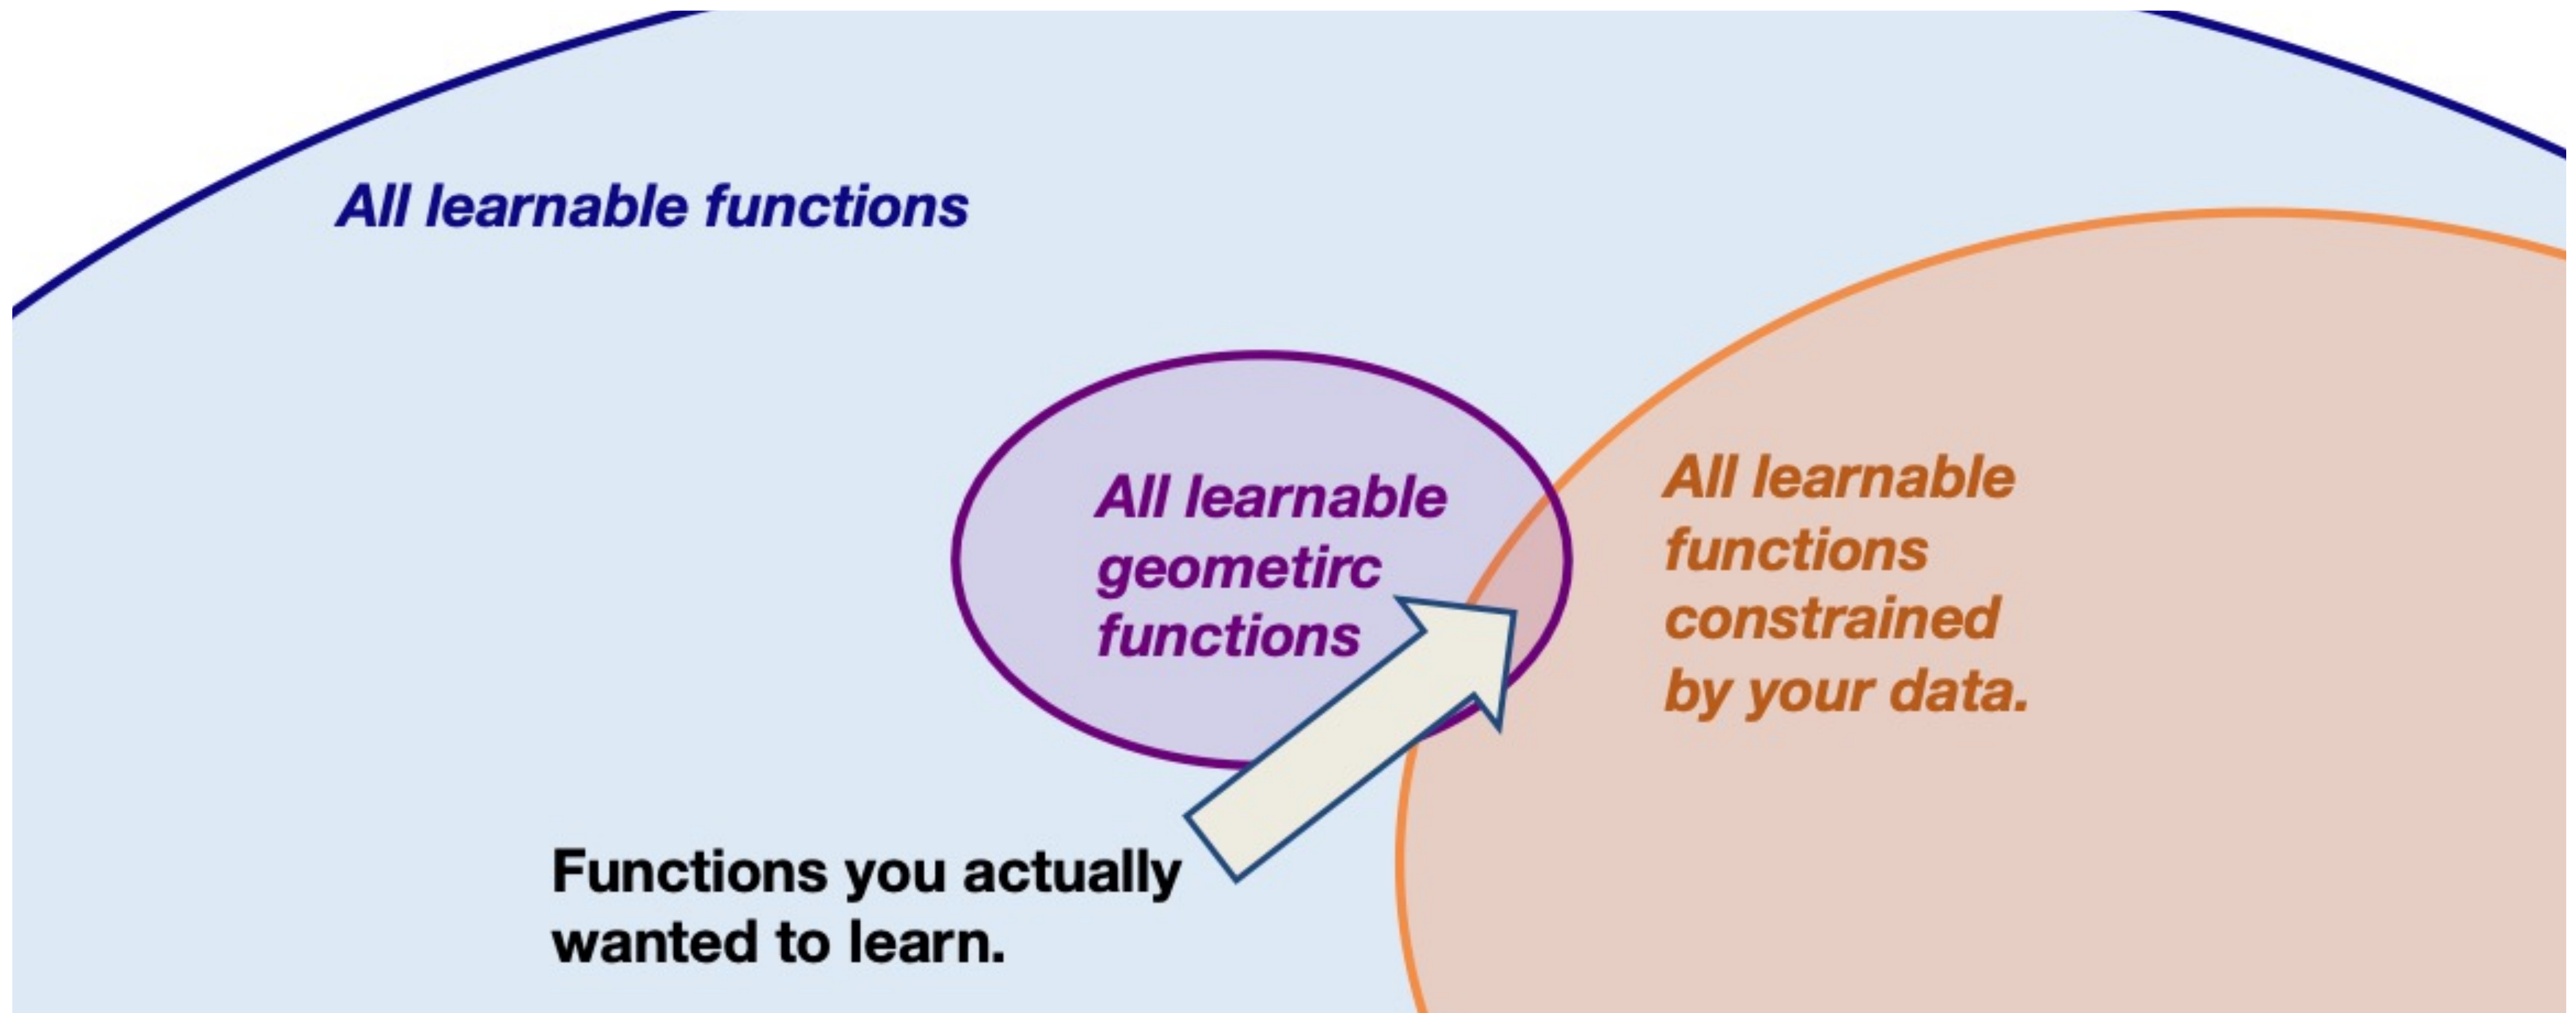 All learnable functions
All learnable
geometirc
functions
All learnable
functions
constrained
by your data.
Functions you actually
wanted to learn.